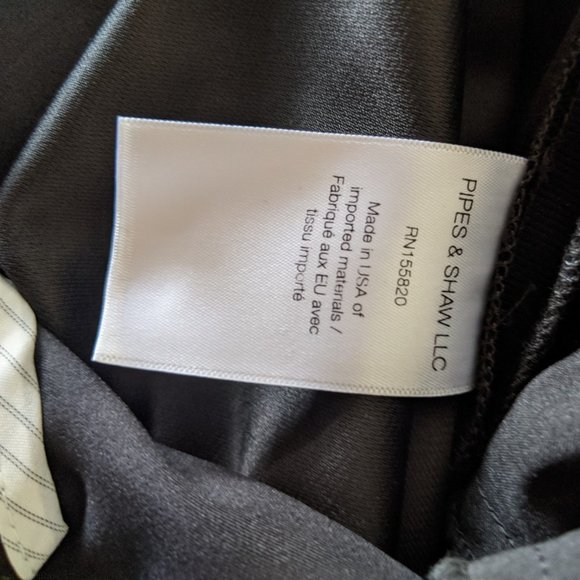 PIPES & SHAW LLC
RN155820
Made in USA of
imported materials /
Fabriqué aux EU avec
tissu importé